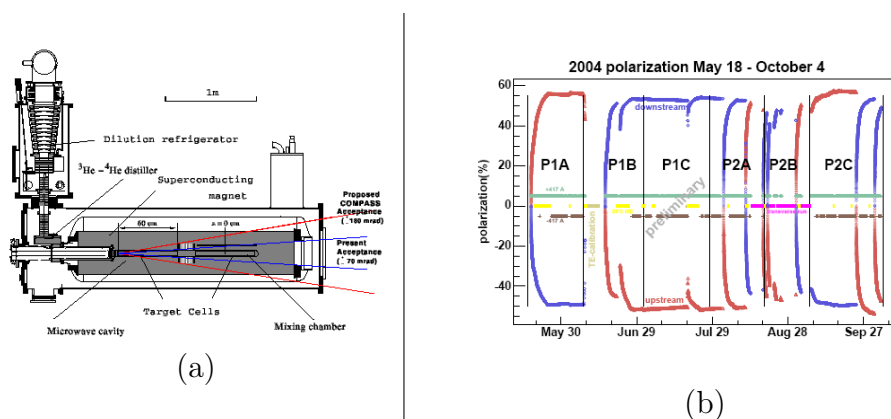 1m
Dilution refrigerator
³He – ⁴He distiller
Superconducting
magnet
Proposed
COMPASS
Acceptance
(± 180 mrad)
60 cm
Present
Acceptance
(± 70 mrad)
Target Cells
Microwave cavity
Mixing chamber
(a)
2004 polarization May 18 - October 4
polarization(%)
60
40
20
0
-20
-40
downstream
P1A
P1B
P1C
P2A
P2B
P2C
+417 A
-417 A
TE-calibration
preliminary
upstream
May 30
Jun 29
Jul 29
Aug 28
Sep 27
(b)